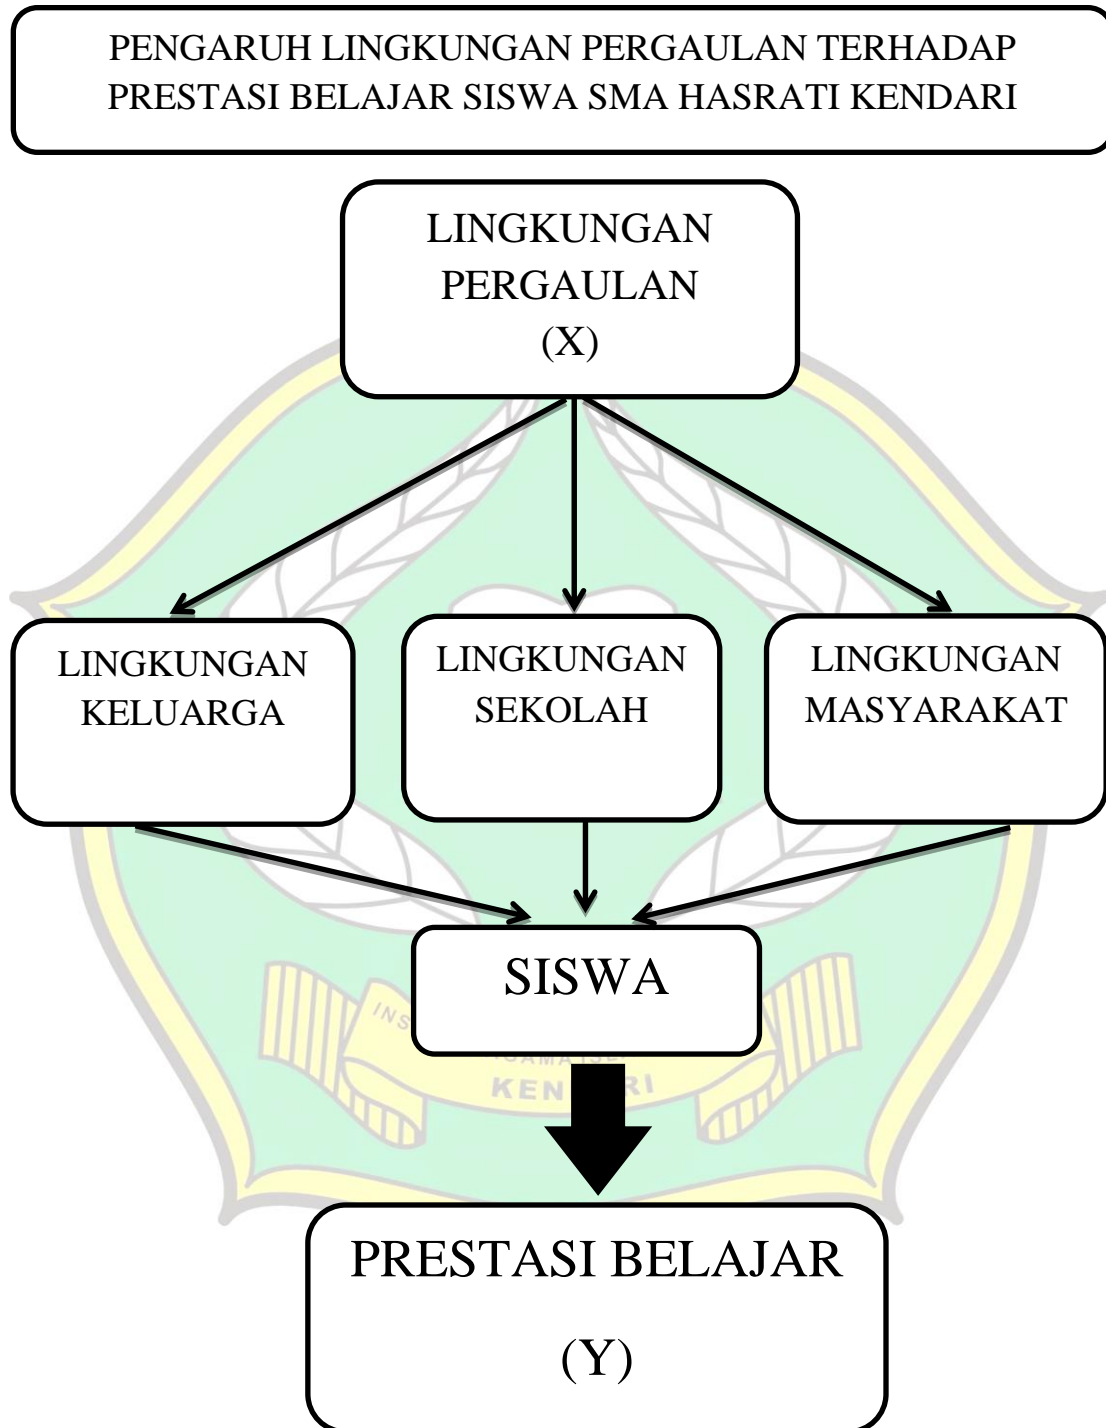 PENGARUH LINGKUNGAN PERGAULAN TERHADAP
PRESTASI BELAJAR SISWA SMA HASRATI KENDARI
LINGKUNGAN
PERGAULAN
(X)
LINGKUNGAN
KELUARGA
LINGKUNGAN
SEKOLAH
LINGKUNGAN
MASYARAKAT
SISWA
PRESTASI BELAJAR
(Y)